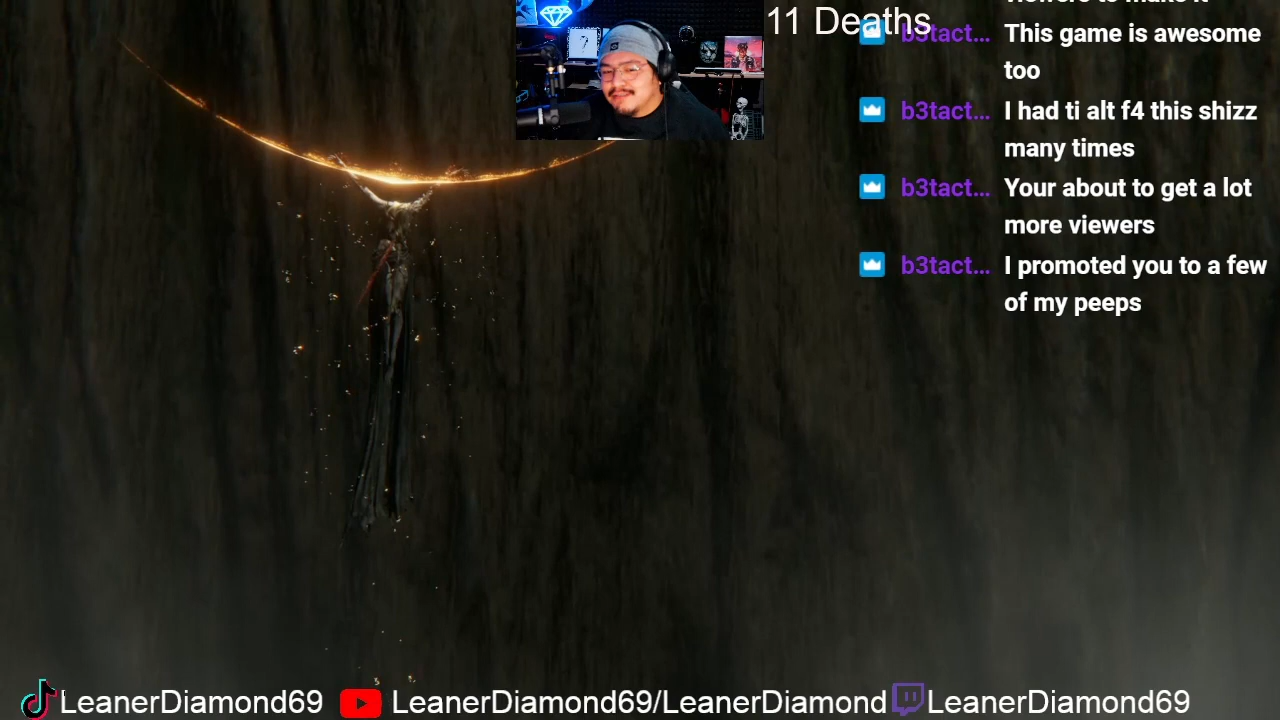 11 Deaths
b3tact... This game is awesome
too
b3tact... I had ti alt f4 this shizz
many times
b3tact... Your about to get a lot
more viewers
b3tact... I promoted you to a few
of my peeps
LeanerDiamond69 LeanerDiamond69/LeanerDiamond LeanerDiamond69